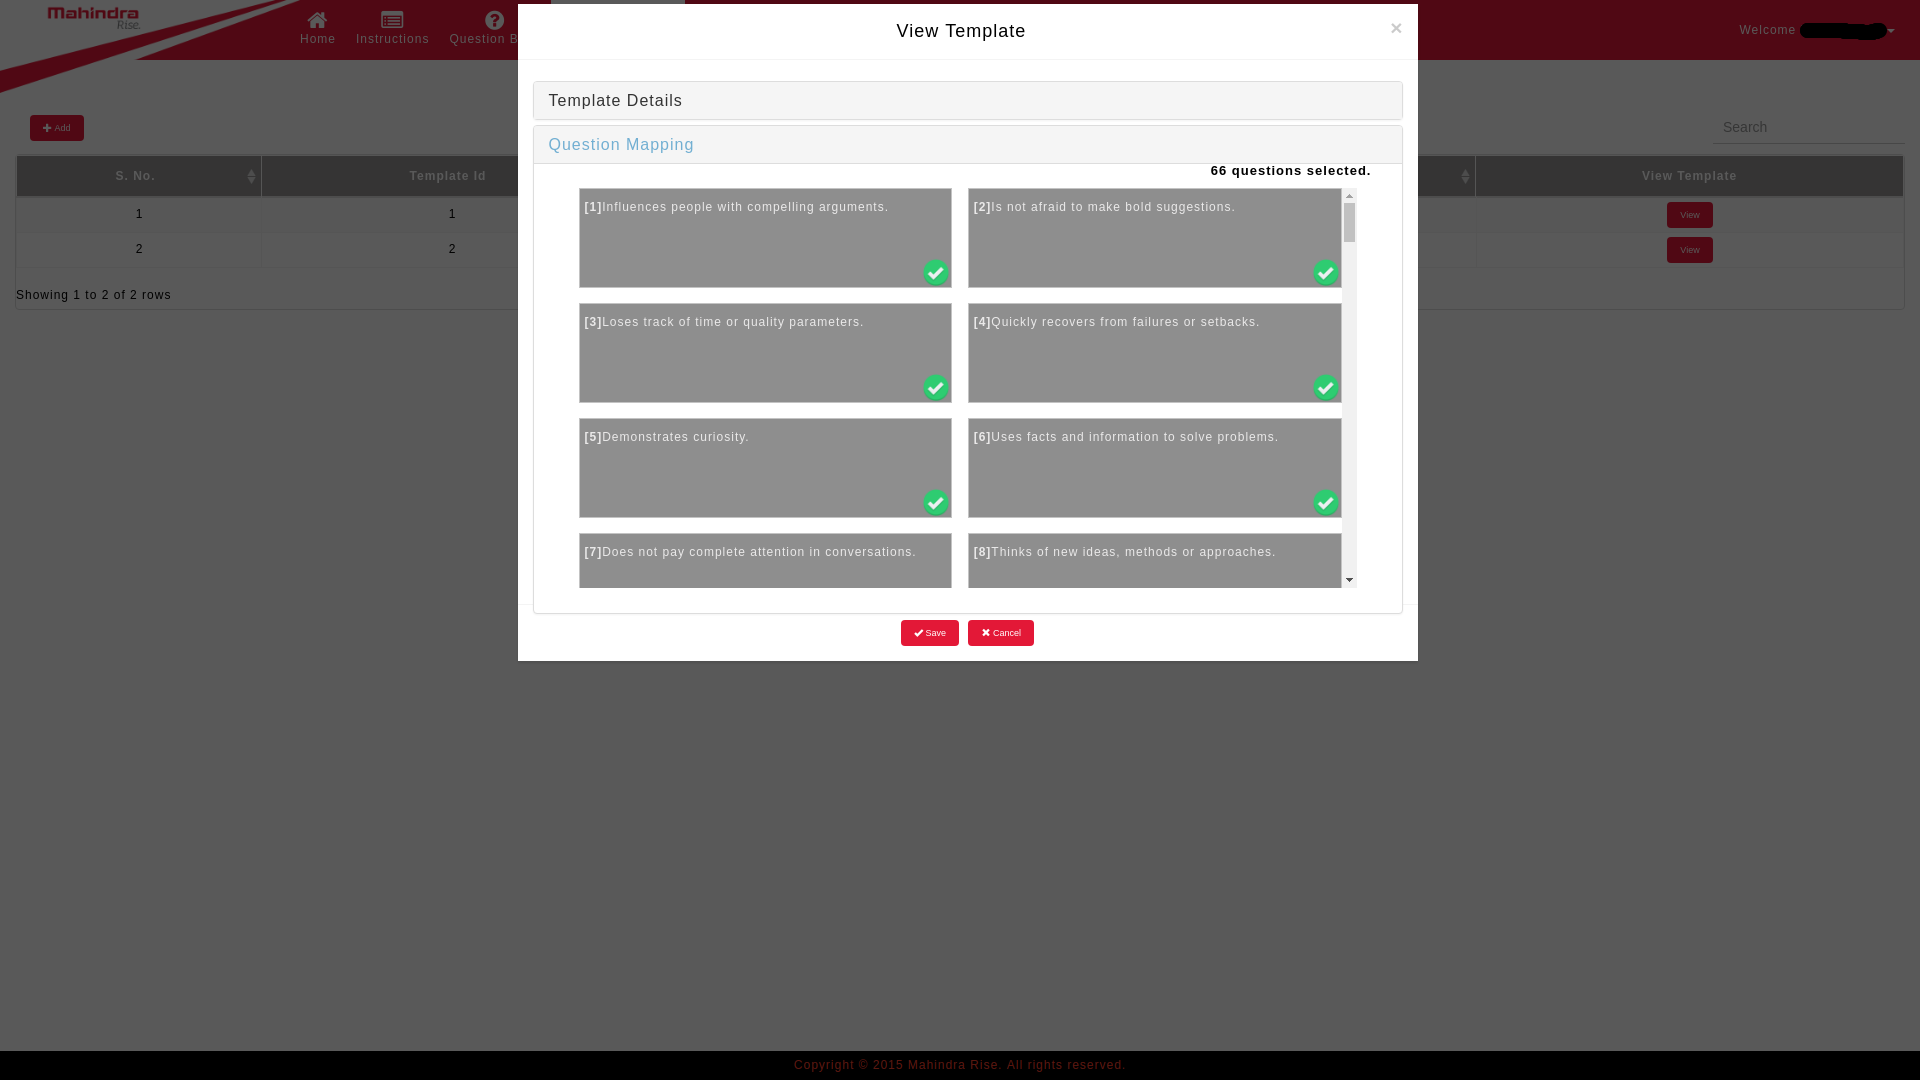 Mahindra
Rise.
Home
Instructions
Question B
Welcome
View Template
×
Template Details
Question Mapping
66 questions selected.
[1]Influences people with compelling arguments.
[2]Is not afraid to make bold suggestions.
[3]Loses track of time or quality parameters.
[4]Quickly recovers from failures or setbacks.
[5]Demonstrates curiosity.
[6]Uses facts and information to solve problems.
[7]Does not pay complete attention in conversations.
[8]Thinks of new ideas, methods or approaches.
Save
Cancel
Add
Search
S. No.
Template Id
View Template
1
1
View
2
2
View
Showing 1 to 2 of 2 rows
Copyright © 2015 Mahindra Rise. All rights reserved.